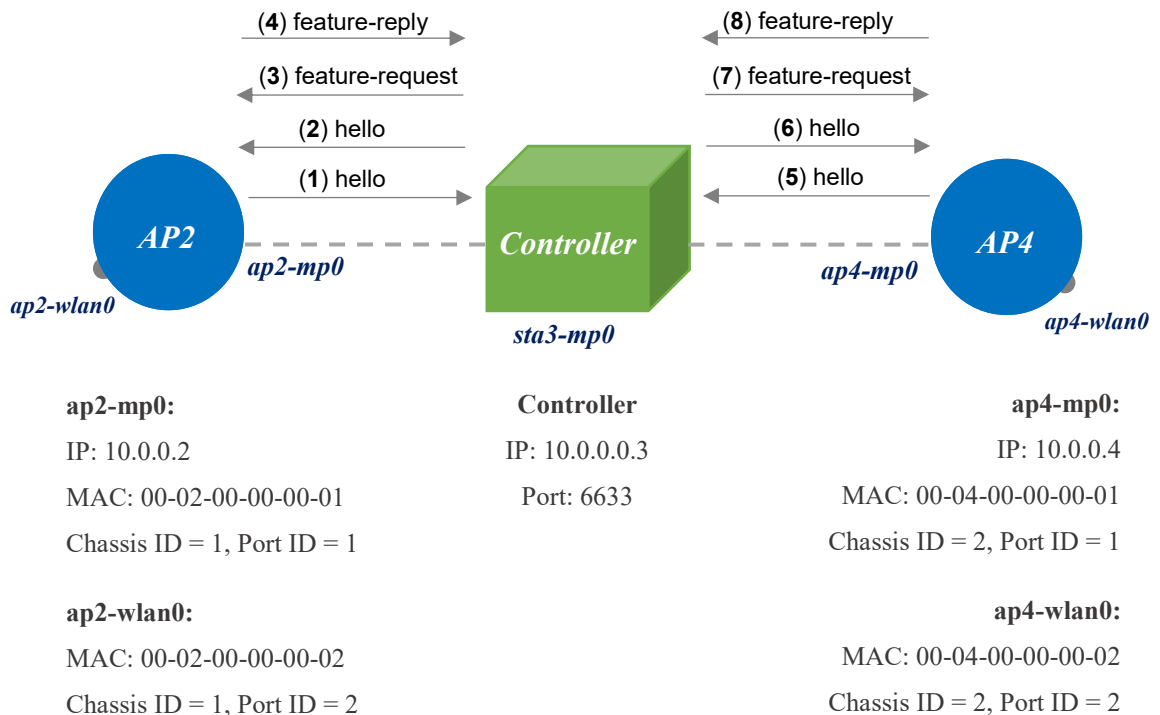 (4) feature-reply
(8) feature-reply
(3) feature-request
(7) feature-request
(2) hello
(6) hello
(1) hello
(5) hello
AP2
Controller
AP4
ap2-mp0
ap4-mp0
ap2-wlan0
sta3-mp0
ap4-wlan0
ap2-mp0:
IP: 10.0.0.2
MAC: 00-02-00-00-00-01
Chassis ID = 1, Port ID = 1
ap2-wlan0:
MAC: 00-02-00-00-00-02
Chassis ID = 1, Port ID = 2
Controller
IP: 10.0.0.0.3
Port: 6633
ap4-mp0:
IP: 10.0.0.4
MAC: 00-04-00-00-00-01
Chassis ID = 2, Port ID = 1
ap4-wlan0:
MAC: 00-04-00-00-00-02
Chassis ID = 2, Port ID = 2